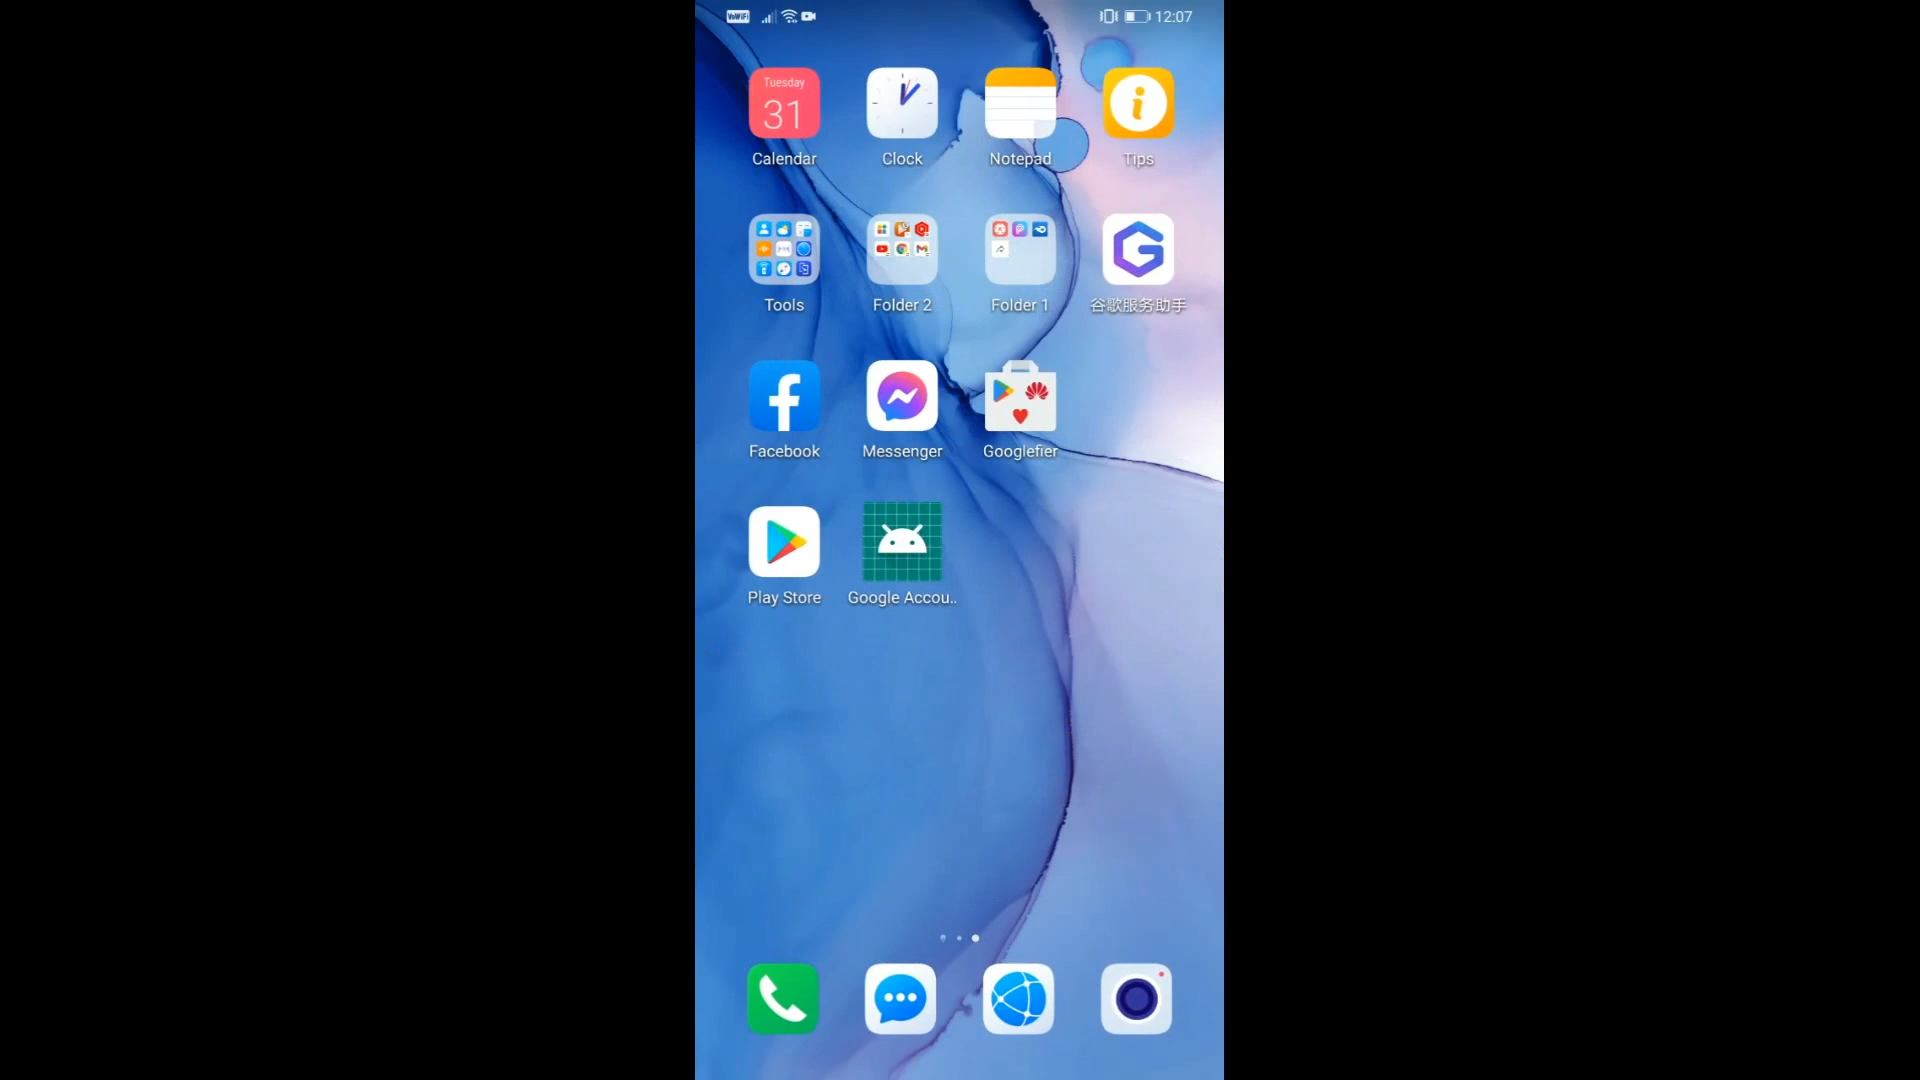 VoWiFi 12:07
Tuesday
31
Calendar Clock Notepad Tips
Tools Folder 2 Folder 1 谷歌服务助手
Facebook Messenger Googlefier
Play Store Google Accou..